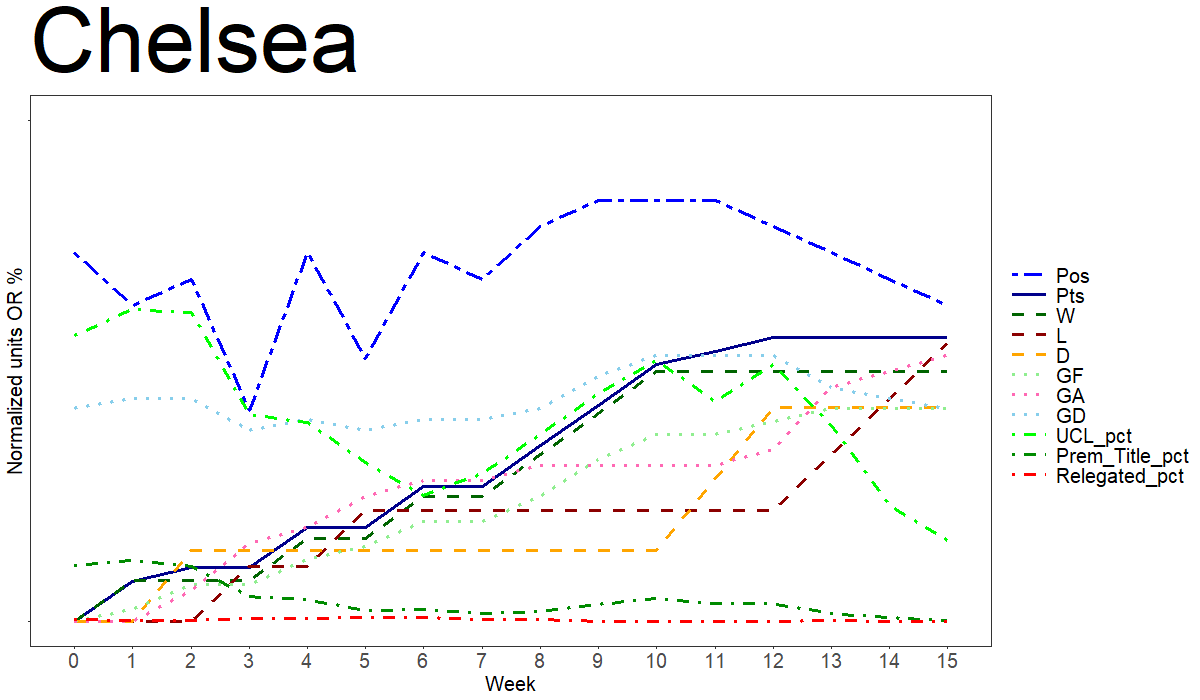 Chelsea
Normalized units OR %
0 1 2 3 4 5 6 7 8 9 10 11 12 13 14 15
Week
Pos
Pts
W
L
D
GF
GA
GD
UCL_pct
Prem_Title_pct
Relegated_pct